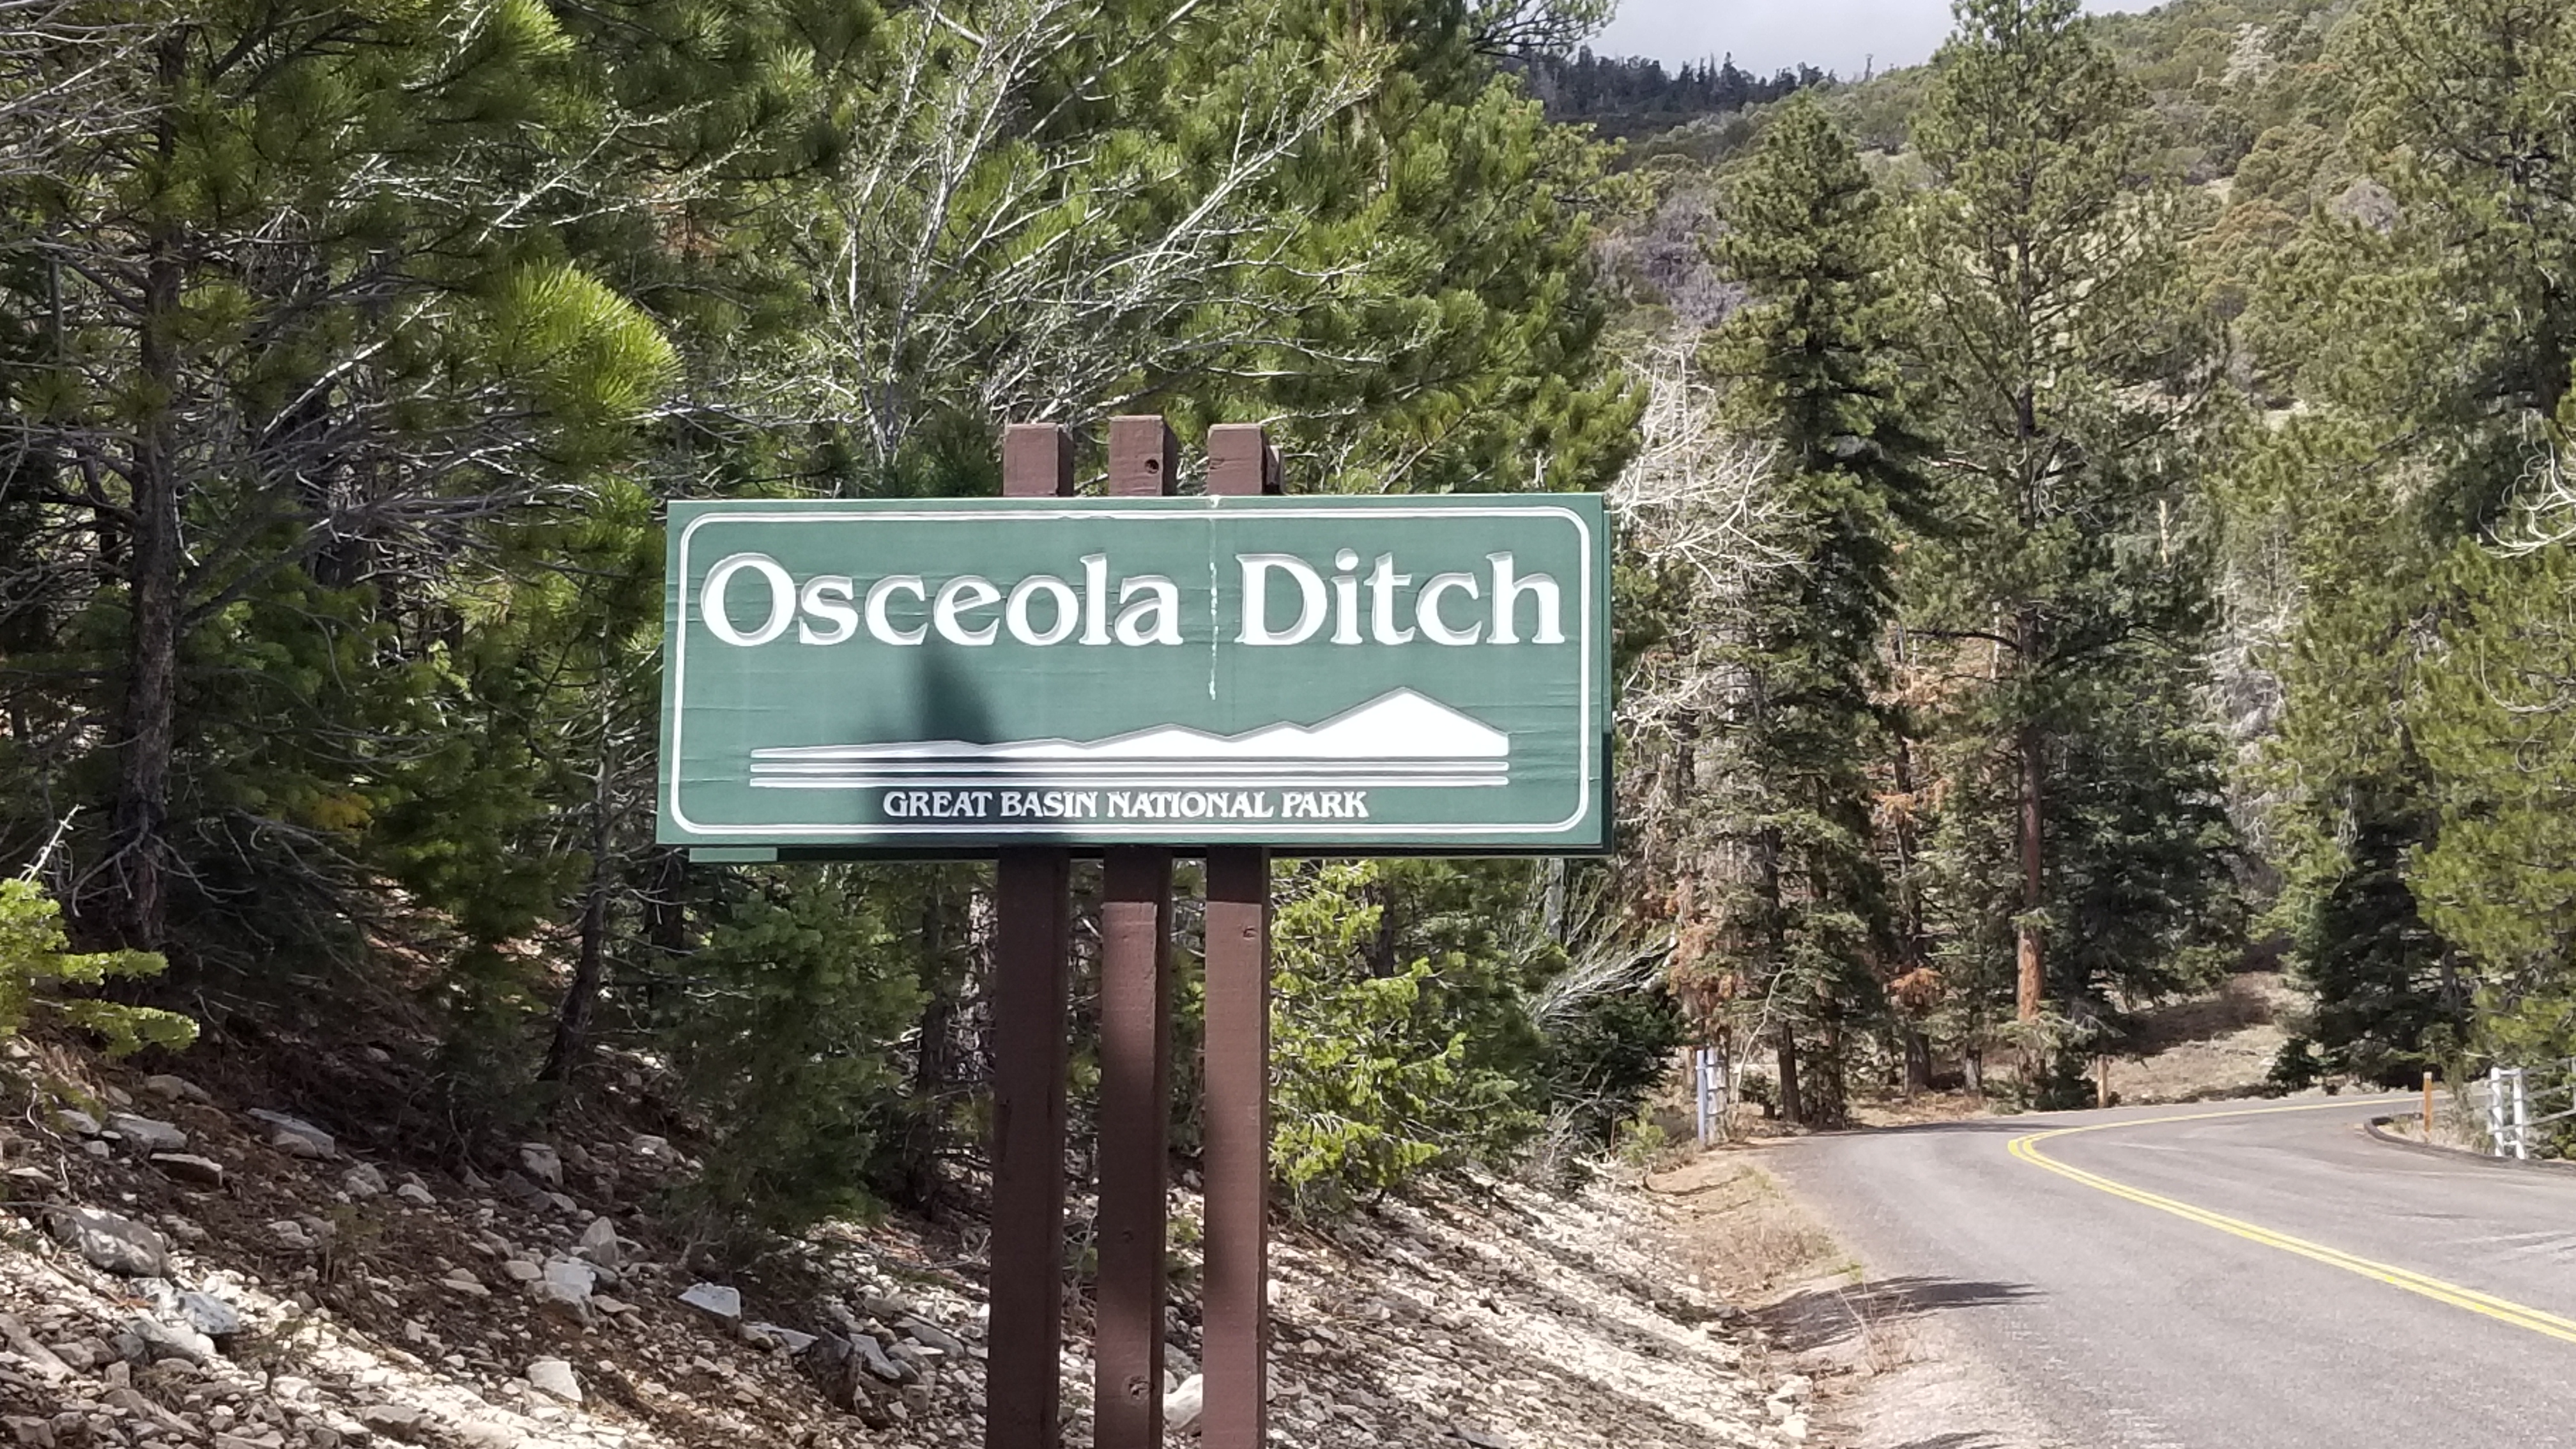 Osceola Ditch
GREAT BASIN NATIONAL PARK